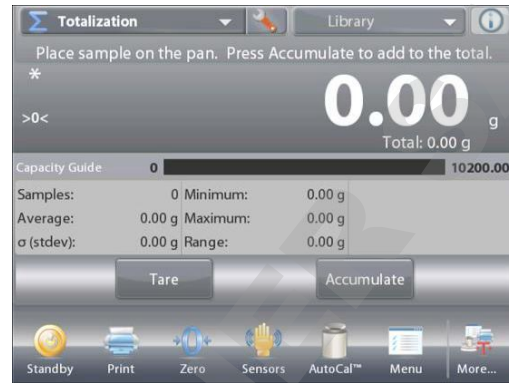 Σ Totalization Library
Place sample on the pan. Press Accumulate to add to the total.
*
>0<
0.00 g
Total: 0.00 g
Capacity Guide 0 10200.00
Samples: 0 Minimum: 0.00 g
Average: 0.00 g Maximum: 0.00 g
σ (stdev): 0.00 g Range: 0.00 g
Tare Accumulate
Standby Print Zero Sensors AutoCal™ Menu More...